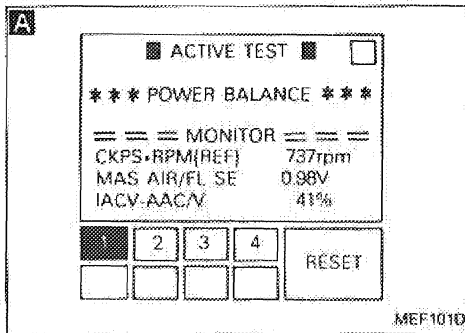 A
ACTIVE TEST
*** POWER BALANCE ***
=== MONITOR ===
CKPS•RPM(REF) 737rpm
MAS AIR/FL SE 0.98V
IACV-AAC/V 41%
1 2 3 4 RESET
MEF101D